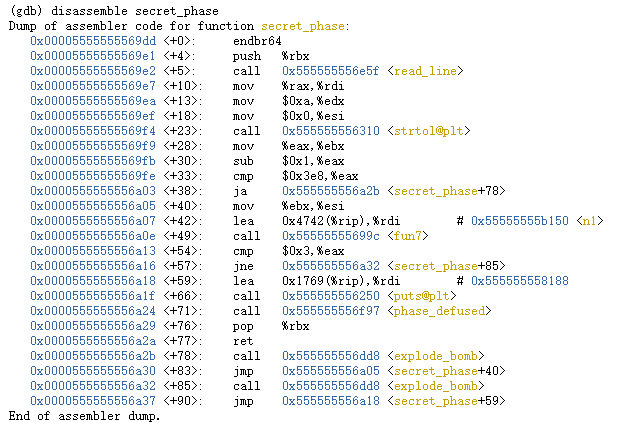 (gdb) disassemble secret_phase
Dump of assembler code for function secret_phase:
0x00005555555569dd <+0>: endbr64
0x00005555555569e1 <+4>: push %rbx
0x00005555555569e2 <+5>: call 0x555555556e5f <read_line>
0x00005555555569e7 <+10>: mov %rax,%rdi
0x00005555555569ea <+13>: mov $0xa,%edx
0x00005555555569ef <+18>: mov $0x0,%esi
0x00005555555569f4 <+23>: call 0x555555556310 <strtol@plt>
0x00005555555569f9 <+28>: mov %eax,%ebx
0x00005555555569fb <+30>: sub $0x1,%eax
0x00005555555569fe <+33>: cmp $0x3e8,%eax
0x0000555555556a03 <+38>: ja 0x555555556a2b <secret_phase+78>
0x0000555555556a05 <+40>: mov %ebx,%esi
0x0000555555556a07 <+42>: lea 0x4742(%rip),%rdi # 0x55555555b150 <n1>
0x0000555555556a0e <+49>: call 0x55555555699c <fun7>
0x0000555555556a13 <+54>: cmp $0x3,%eax
0x0000555555556a16 <+57>: jne 0x555555556a32 <secret_phase+85>
0x0000555555556a18 <+59>: lea 0x1769(%rip),%rdi # 0x555555558188
0x0000555555556a1f <+66>: call 0x555555556250 <puts@plt>
0x0000555555556a24 <+71>: call 0x555555556f97 <phase_defused>
0x0000555555556a29 <+76>: pop %rbx
0x0000555555556a2a <+77>: ret
0x0000555555556a2b <+78>: call 0x555555556dd8 <explode_bomb>
0x0000555555556a30 <+83>: jmp 0x555555556a05 <secret_phase+40>
0x0000555555556a32 <+85>: call 0x555555556dd8 <explode_bomb>
0x0000555555556a37 <+90>: jmp 0x555555556a18 <secret_phase+59>
End of assembler dump.